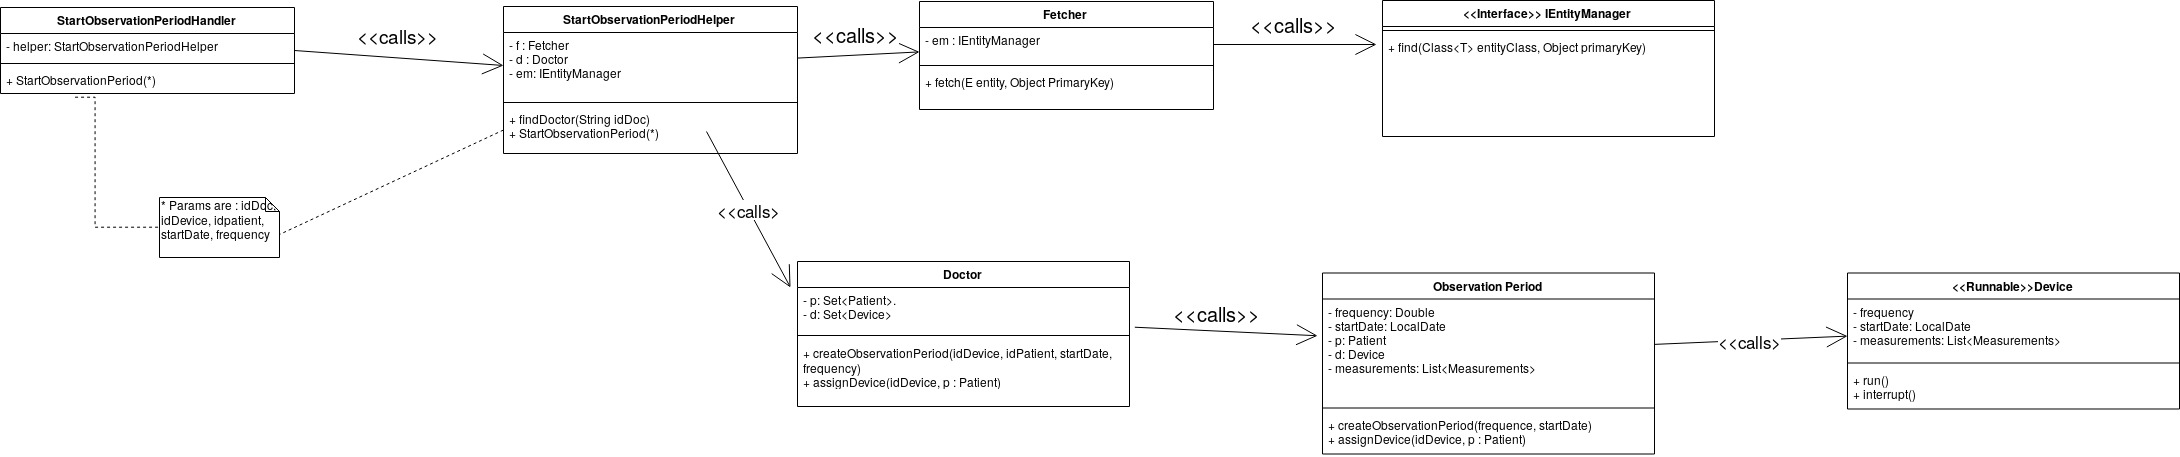 StartObservationPeriodHandler
- helper: StartObservationPeriodHelper
+ StartObservationPeriod(*)
<<calls>>
StartObservationPeriodHelper
- f : Fetcher
- d : Doctor
- em: IEntityManager
+ findDoctor(String idDoc)
+ StartObservationPeriod(*)
<<calls>>
Fetcher
- em : IEntityManager
+ fetch(E entity, Object PrimaryKey)
<<calls>>
<<Interface>> IEntityManager
+ find(Class<T> entityClass, Object primaryKey)
* Params are : idDoc,
idDevice, idpatient,
startDate, frequency
<<calls>
Doctor
- p: Set<Patient>.
- d: Set<Device>
+ createObservationPeriod(idDevice, idPatient, startDate,
frequency)
+ assignDevice(idDevice, p : Patient)
<<calls>>
Observation Period
- frequency: Double
- startDate: LocalDate
- p: Patient
- d: Device
- measurements: List<Measurements>
+ createObservationPeriod(frequence, startDate)
+ assignDevice(idDevice, p : Patient)
<<calls>
<<Runnable>>Device
- frequency
- startDate: LocalDate
- measurements: List<Measurements>
+ run()
+ interrupt()